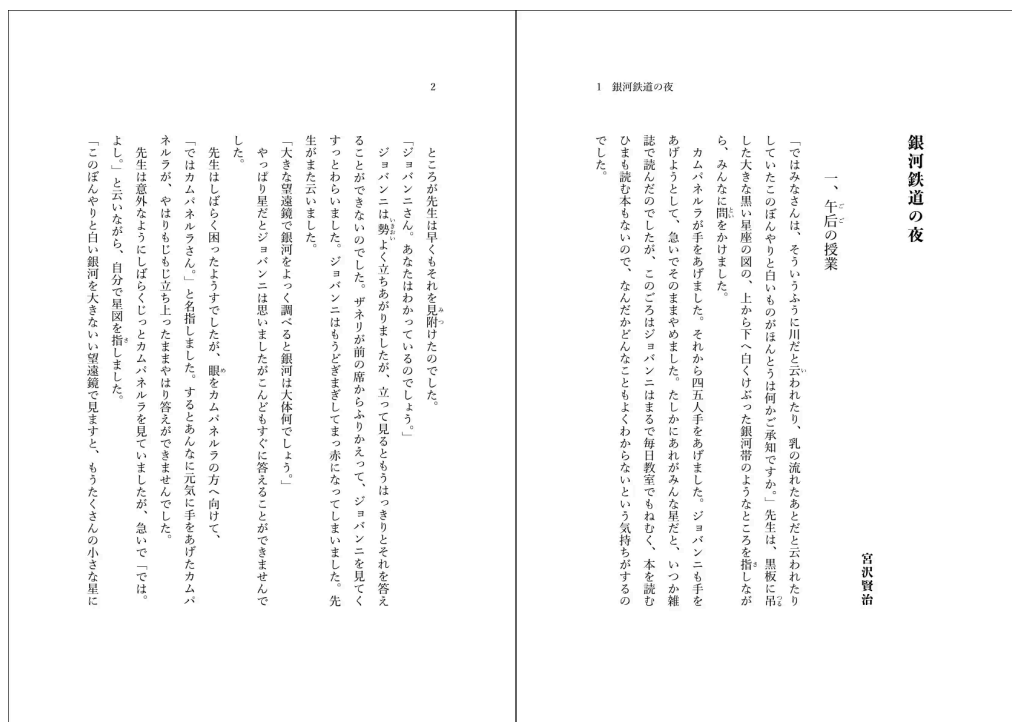 1 銀河鉄道の夜
銀河鉄道の夜
宮沢賢治
一、午后の授業
「ではみなさんは、そういうふうに川だと云われたり、乳の流れたあとだと云われたり
していたこのぼんやりと白いものがほんとうは何かご承知ですか。」先生は、黒板に吊
した大きな黒い星座の図の、上から下へ白くけぶった銀河帯のようなところを指しなが
ら、みんなに問をかけました。
カムパネルラが手をあげました。それから四五人手をあげました。ジョバンニも手を
あげようとして、急いでそのままやめました。たしかにあれがみんな星だと、いつか雑
誌で読んだのでしたが、このごろはジョバンニはまるで毎日教室でもねむく、本を読む
ひまも読む本もないので、なんだかどんなこともよくわからないという気持ちがするの
でした。
2
ところが先生は早くもそれを見附けたのでした。
「ジョバンニさん。あなたはわかっているのでしょう。」
ジョバンニは勢よく立ちあがりましたが、立って見るともうはっきりとそれを答え
ることができないのでした。ザネリが前の席からふりかえって、ジョバンニを見てく
すっとわらいました。ジョバンニはもうどぎまぎしてまっ赤になってしまいました。先
生がまた云いました。
「大きな望遠鏡で銀河をよっく調べると銀河は大体何でしょう。」
やっぱり星だとジョバンニは思いましたがこんどもすぐに答えることができませんで
した。
先生はしばらく困ったようすでしたが、眼をカムパネルラの方へ向けて、
「ではカムパネルラさん。」と名指しました。するとあんなに元気に手をあげたカムパ
ネルラが、やはりもじもじ立ち上ったままやはり答えができませんでした。
先生は意外なようにしばらくじっとカムパネルラを見ていましたが、急いで「では。
よし。」と云いながら、自分で星図を指しました。
「このぼんやりと白い銀河を大きないい望遠鏡で見ますと、もうたくさんの小さな星に